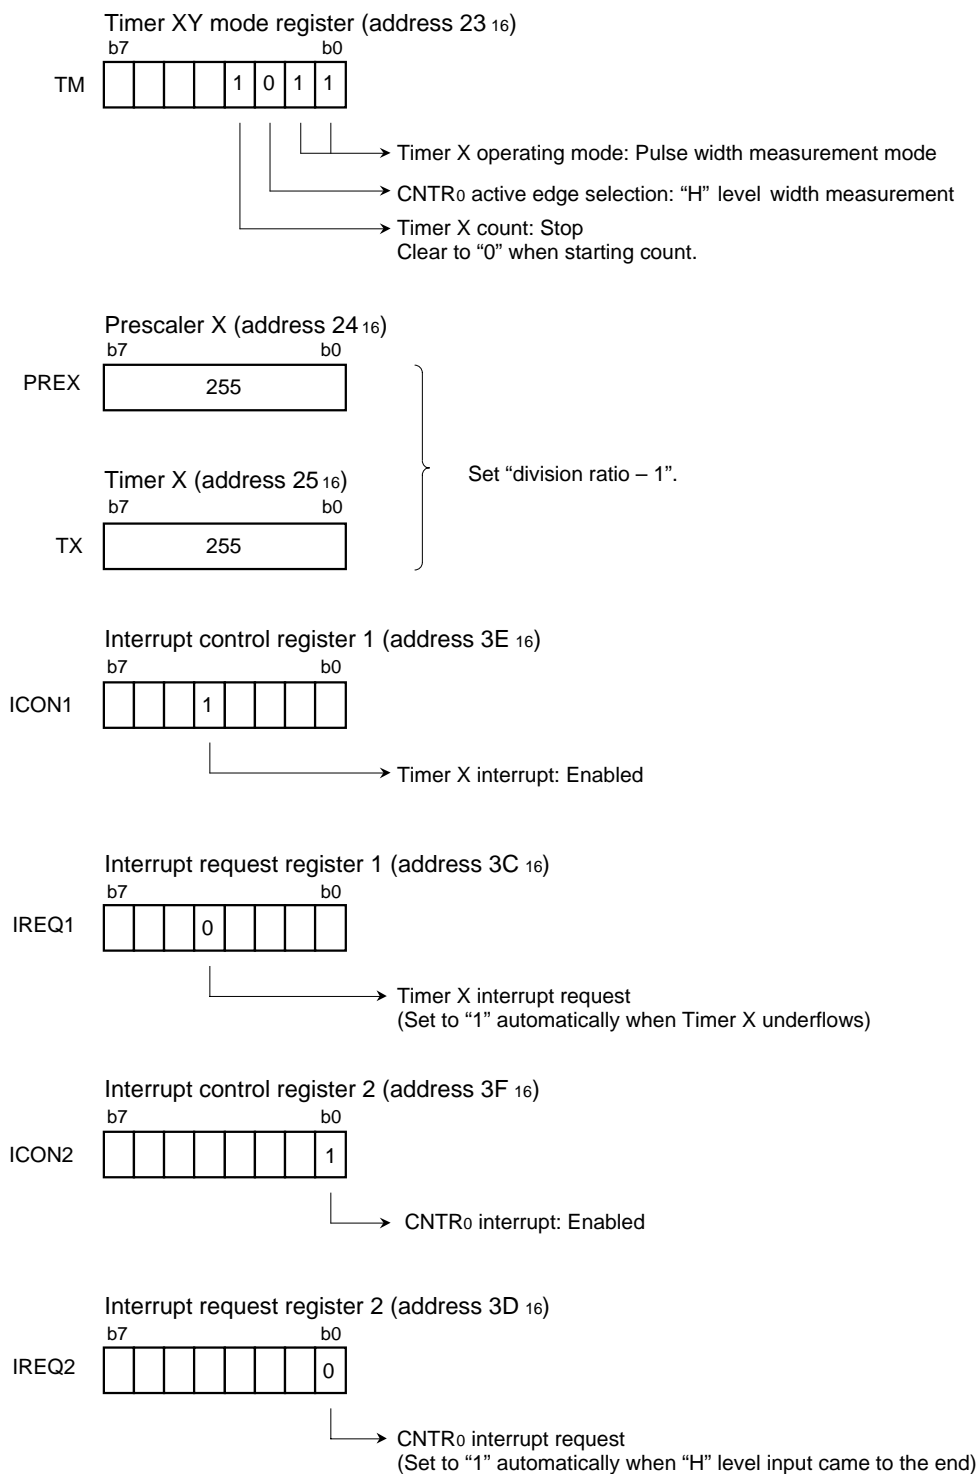 Timer XY mode register (address 23 16)
b7 b0
TM 1 0 1 1
Timer X operating mode: Pulse width measurement mode
CNTR0 active edge selection: “H” level width measurement
Timer X count: Stop
Clear to “0” when starting count.
Prescaler X (address 24 16)
b7 b0
PREX 255
Set “division ratio – 1”.
Timer X (address 25 16)
b7 b0
TX 255
Interrupt control register 1 (address 3E 16)
b7 b0
ICON1 1
Timer X interrupt: Enabled
Interrupt request register 1 (address 3C 16)
b7 b0
IREQ1 0
Timer X interrupt request
(Set to “1” automatically when Timer X underflows)
Interrupt control register 2 (address 3F 16)
b7 b0
ICON2 1
CNTR0 interrupt: Enabled
Interrupt request register 2 (address 3D 16)
b7 b0
IREQ2 0
CNTR0 interrupt request
(Set to “1” automatically when “H” level input came to the end)